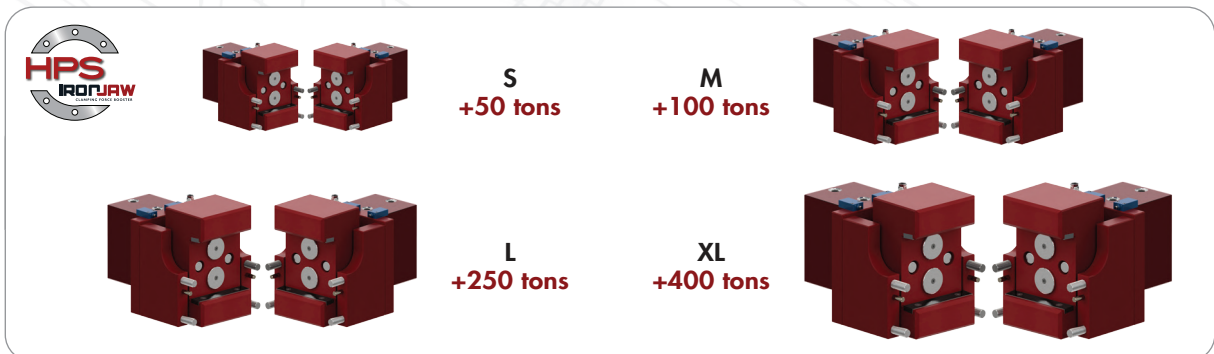 HPS
IRONJAW
CLAMPING FORCE BOOSTER
S
+50 tons
M
+100 tons
L
+250 tons
XL
+400 tons